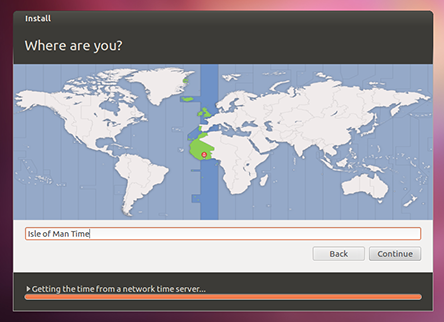 Install
Where are you?
Isle of Man Time
Back
Continue
Getting the time from a network time server...